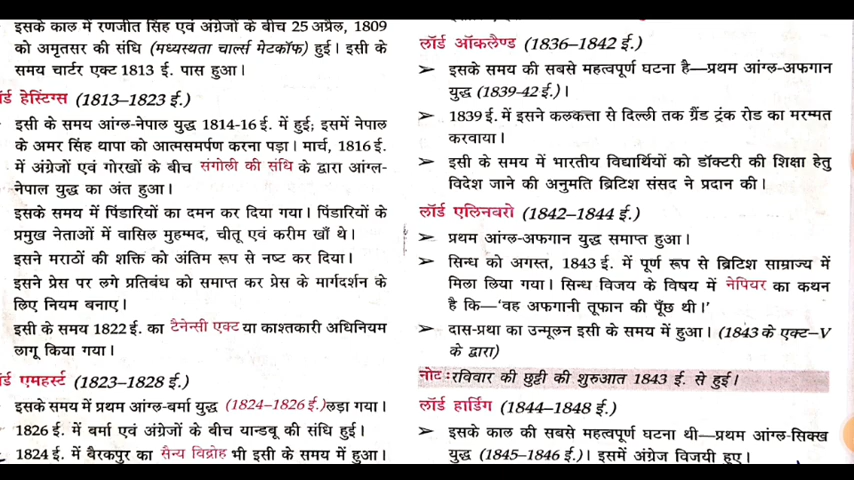 इसके काल में रणजीत सिंह एवं अंग्रेजों के बीच 25 अप्रैल, 1809
को अमृतसर की संधि (मध्यस्थता चार्ल्स मेटकॉफ) हुई। इसी के
समय चार्टर एक्ट 1813 ई. पास हुआ।
र्ड हेस्टिंग्स (1813–1823 ई.)
इसी के समय आंग्ल-नेपाल युद्ध 1814-16 ई. में हुई; इसमें नेपाल
के अमर सिंह थापा को आत्मसमर्पण करना पड़ा। मार्च, 1816 ई.
में अंग्रेजों एवं गोरखों के बीच संगोली की संधि के द्वारा आंग्ल-
नेपाल युद्ध का अंत हुआ।
इसके समय में पिंडारियों का दमन कर दिया गया। पिंडारियों के
प्रमुख नेताओं में वासिल मुहम्मद, चीतू एवं करीम खाँ थे।
इसने मराठों की शक्ति को अंतिम रूप से नष्ट कर दिया।
इसने प्रेस पर लगे प्रतिबंध को समाप्त कर प्रेस के मार्गदर्शन के
लिए नियम बनाए।
इसी के समय 1822 ई. का टैनेन्सी एक्ट या काश्तकारी अधिनियम
लागू किया गया।
र्ड एमहर्स्ट (1823–1828 ई.)
इसके समय में प्रथम आंग्ल-बर्मा युद्ध (1824–1826 ई.) लड़ा गया।
1826 ई. में बर्मा एवं अंग्रेजों के बीच यान्डबू की संधि हुई।
1824 ई. में बैरकपुर का सैन्य विद्रोह भी इसी के समय में हुआ।
लॉर्ड ऑकलैण्ड (1836–1842 ई.)
➤ इसके समय की सबसे महत्वपूर्ण घटना है—प्रथम आंग्ल-अफगान
युद्ध (1839-42 ई.)।
➤ 1839 ई. में इसने कलकत्ता से दिल्ली तक ग्रैंड ट्रंक रोड का मरम्मत
करवाया।
➤ इसी के समय में भारतीय विद्यार्थियों को डॉक्टरी की शिक्षा हेतु
विदेश जाने की अनुमति ब्रिटिश संसद ने प्रदान की।
लॉर्ड एलिनबरो (1842–1844 ई.)
➤ प्रथम आंग्ल-अफगान युद्ध समाप्त हुआ।
➤ सिन्ध को अगस्त, 1843 ई. में पूर्ण रूप से ब्रिटिश साम्राज्य में
मिला लिया गया। सिन्ध विजय के विषय में नेपियर का कथन
है कि—'वह अफगानी तूफान की पूँछ थी।'
➤ दास-प्रथा का उन्मूलन इसी के समय में हुआ। (1843 के एक्ट–V
के द्वारा)
नोट : रविवार की छुट्टी की शुरुआत 1843 ई. से हुई।
लॉर्ड हार्डिंग (1844–1848 ई.)
➤ इसके काल की सबसे महत्वपूर्ण घटना थी—प्रथम आंग्ल-सिक्ख
युद्ध (1845–1846 ई.)। इसमें अंग्रेज विजयी हुए।